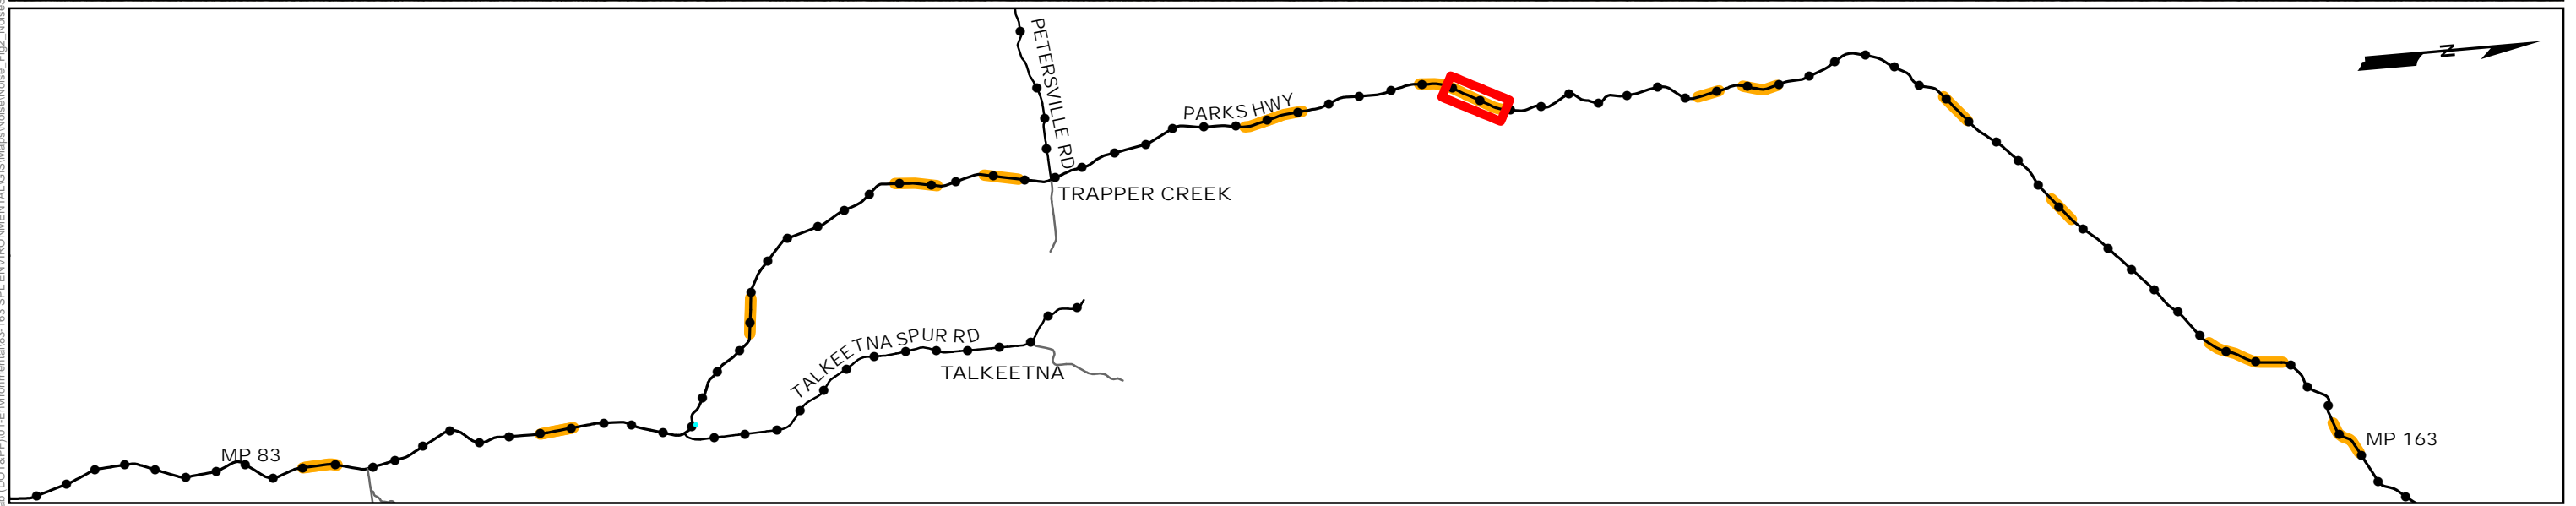 PETERSVILLE RD
N
PARKS HWY
TRAPPER CREEK
TALKEETNA SPUR RD
TALKEETNA
MP 83
MP 163